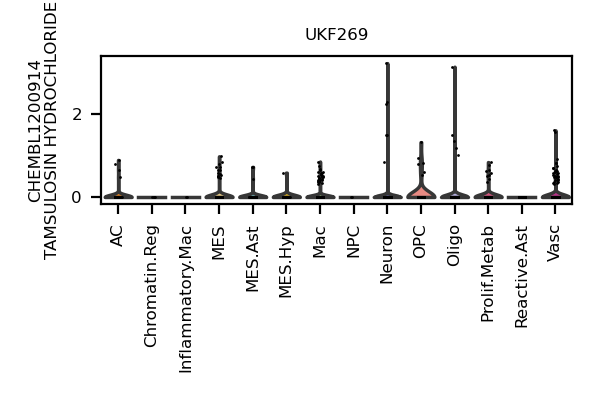 UKF269
CHEMBL1200914
TAMSULOSIN HYDROCHLORIDE
2
0
AC
Chromatin.Reg
Inflammatory.Mac
MES
MES.Ast
MES.Hyp
Mac
NPC
Neuron
OPC
Oligo
Prolif.Metab
Reactive.Ast
Vasc